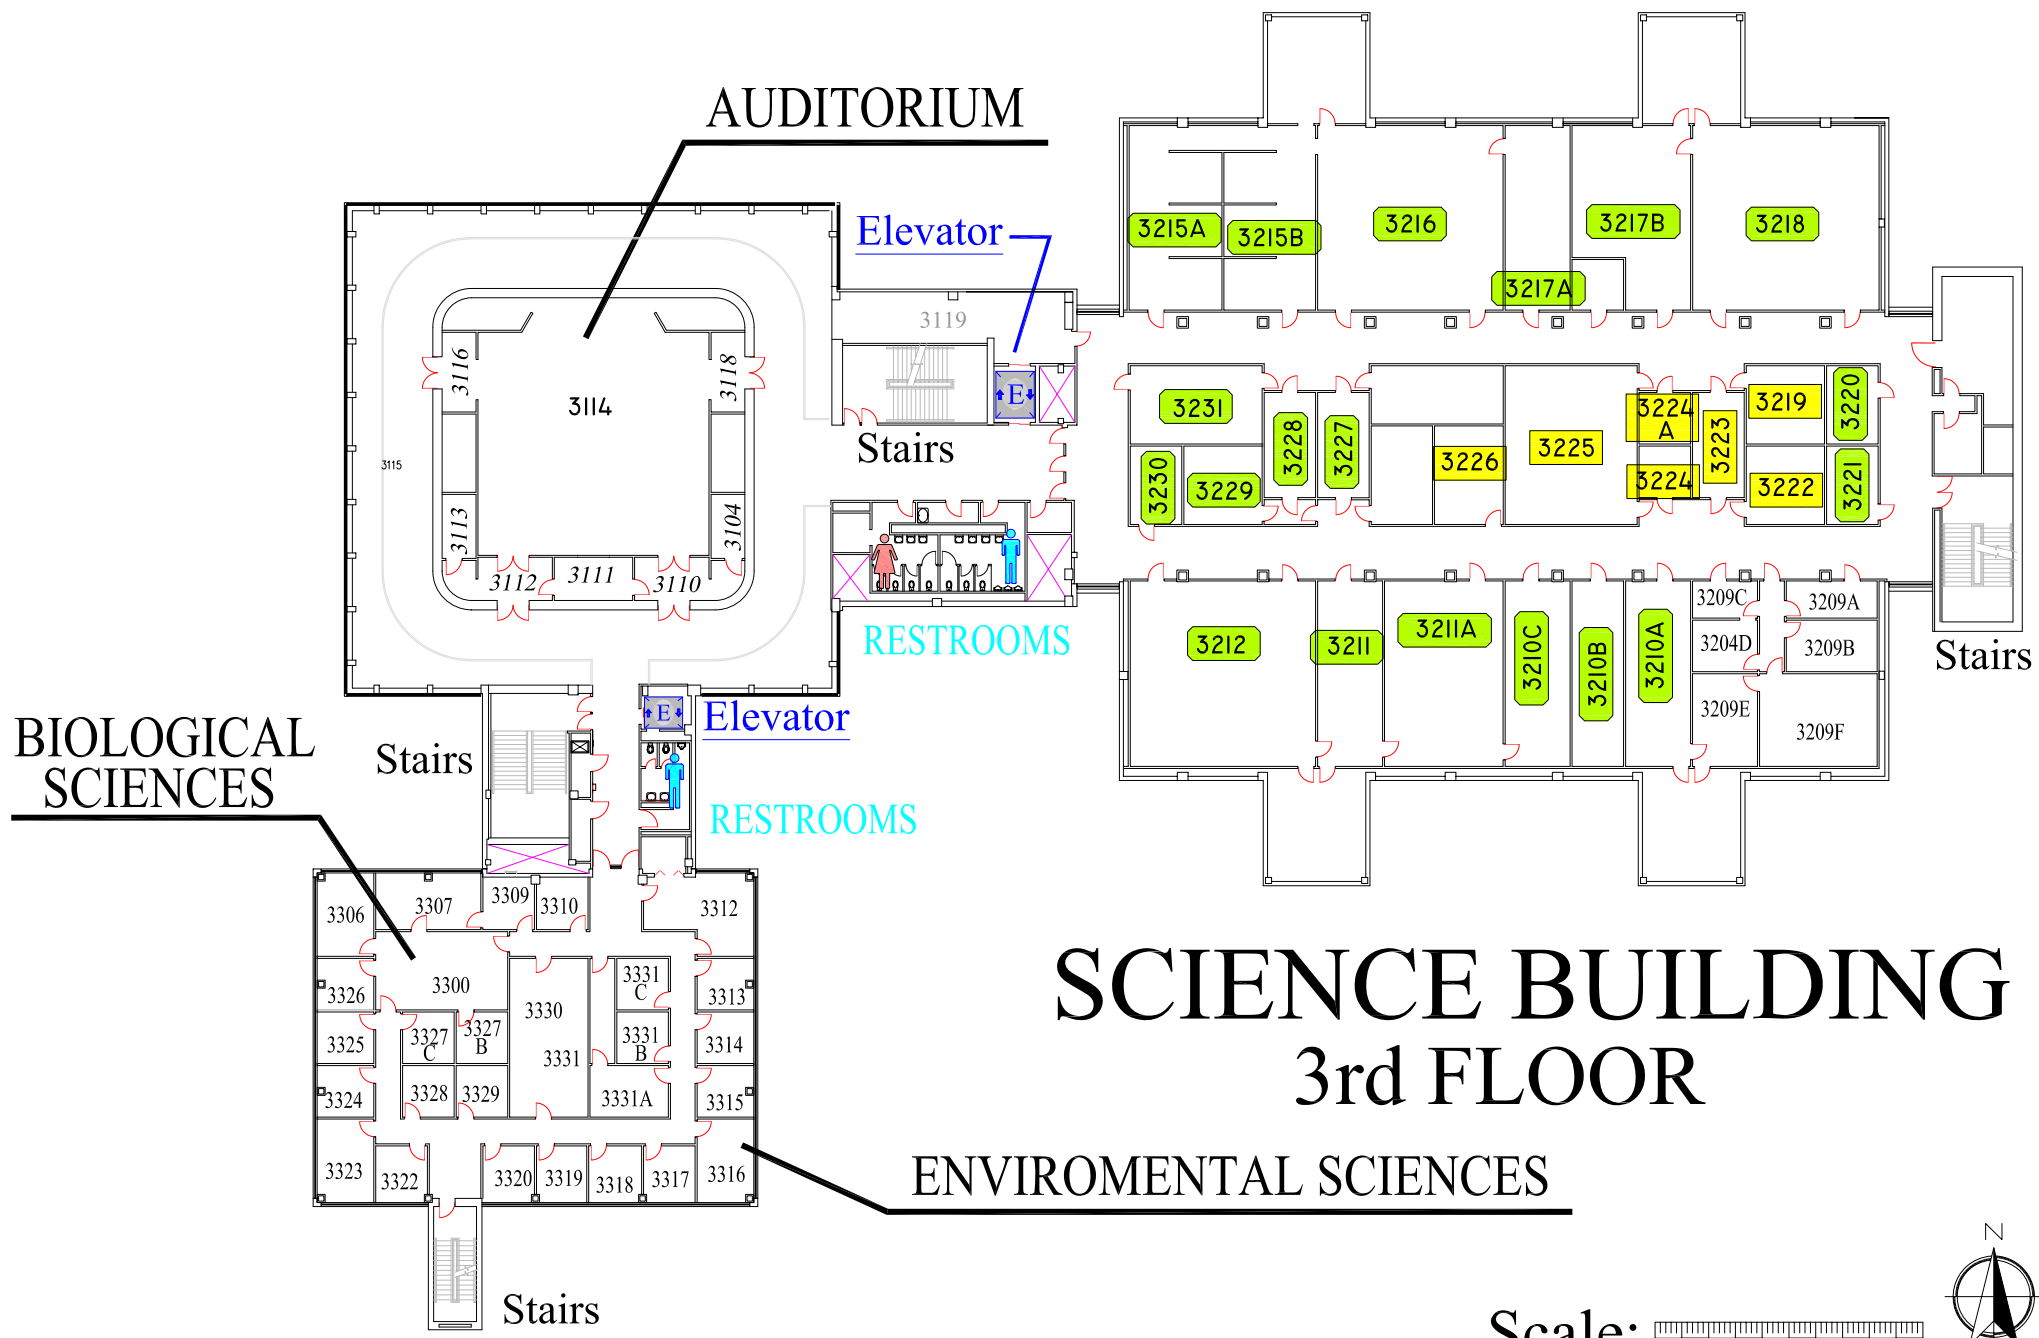 AUDITORIUM
Elevator
3215A
3215B
3216
3217A
3217B
3218
3119
E
Stairs
3116
3118
3114
3115
3113
3104
3112
3111
3110
3231
3230
3229
3228
3227
3226
3225
3224
A
3224
3223
3219
3222
3220
3221
RESTROOMS
3212
3211
3211A
3210C
3210B
3210A
3209C
3209A
3204D
3209B
3209E
3209F
Stairs
E
Elevator
Stairs
RESTROOMS
BIOLOGICAL
SCIENCES
3306
3307
3309
3310
3312
3326
3300
3330
3331
C
3313
3325
3327
C
3327
B
3331
3331
B
3314
3324
3328
3329
3331A
3315
3323
3322
3320
3319
3318
3317
3316
SCIENCE BUILDING
3rd FLOOR
ENVIROMENTAL SCIENCES
Stairs
N
Scale: